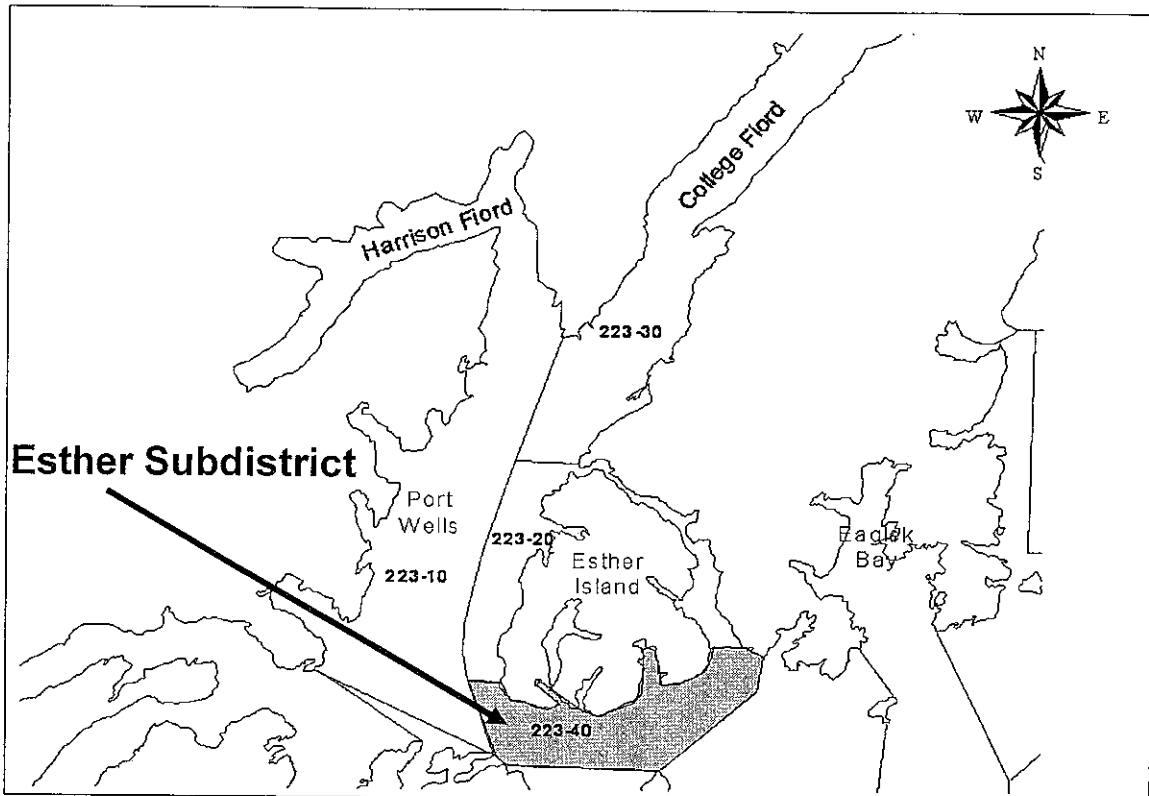 N
W E
S
College Fiord
Harrison Fiord
223-30
Esther Subdistrict
Port
Wells
223-20
Esther
Island
Eaglek
Bay
223-10
223-40